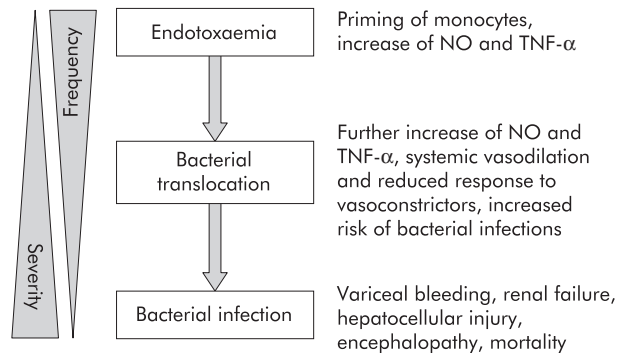 Frequency
Severity
Endotoxaemia
Priming of monocytes,
increase of NO and TNF-α
Bacterial
translocation
Further increase of NO and
TNF-α, systemic vasodilation
and reduced response to
vasoconstrictors, increased
risk of bacterial infections
Bacterial infection
Variceal bleeding, renal failure,
hepatocellular injury,
encephalopathy, mortality